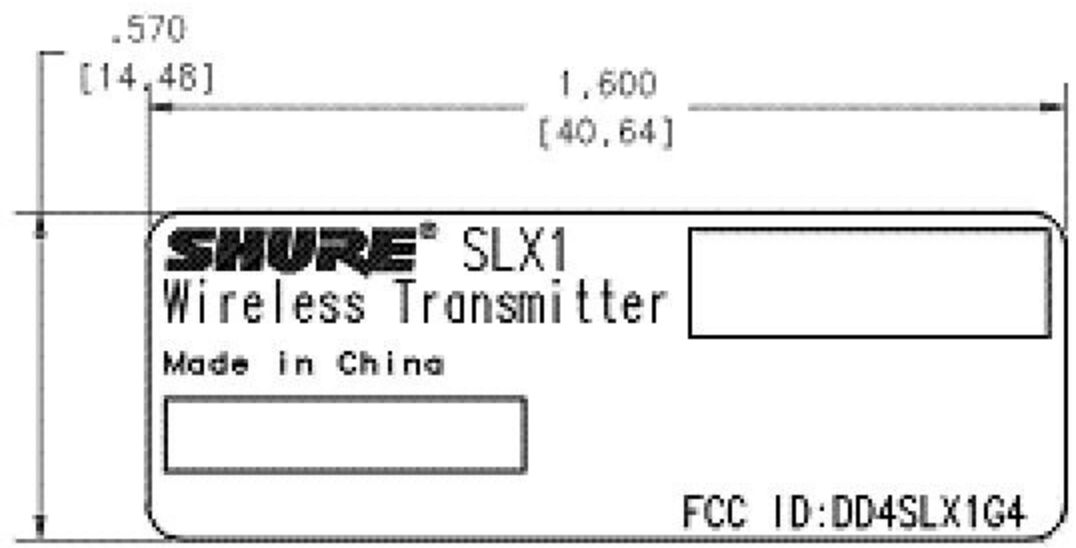 .570
[14.48]
1.600
[40.64]
SHURE® SLX1
Wireless Transmitter
Made in China
FCC ID:DD4SLX1G4